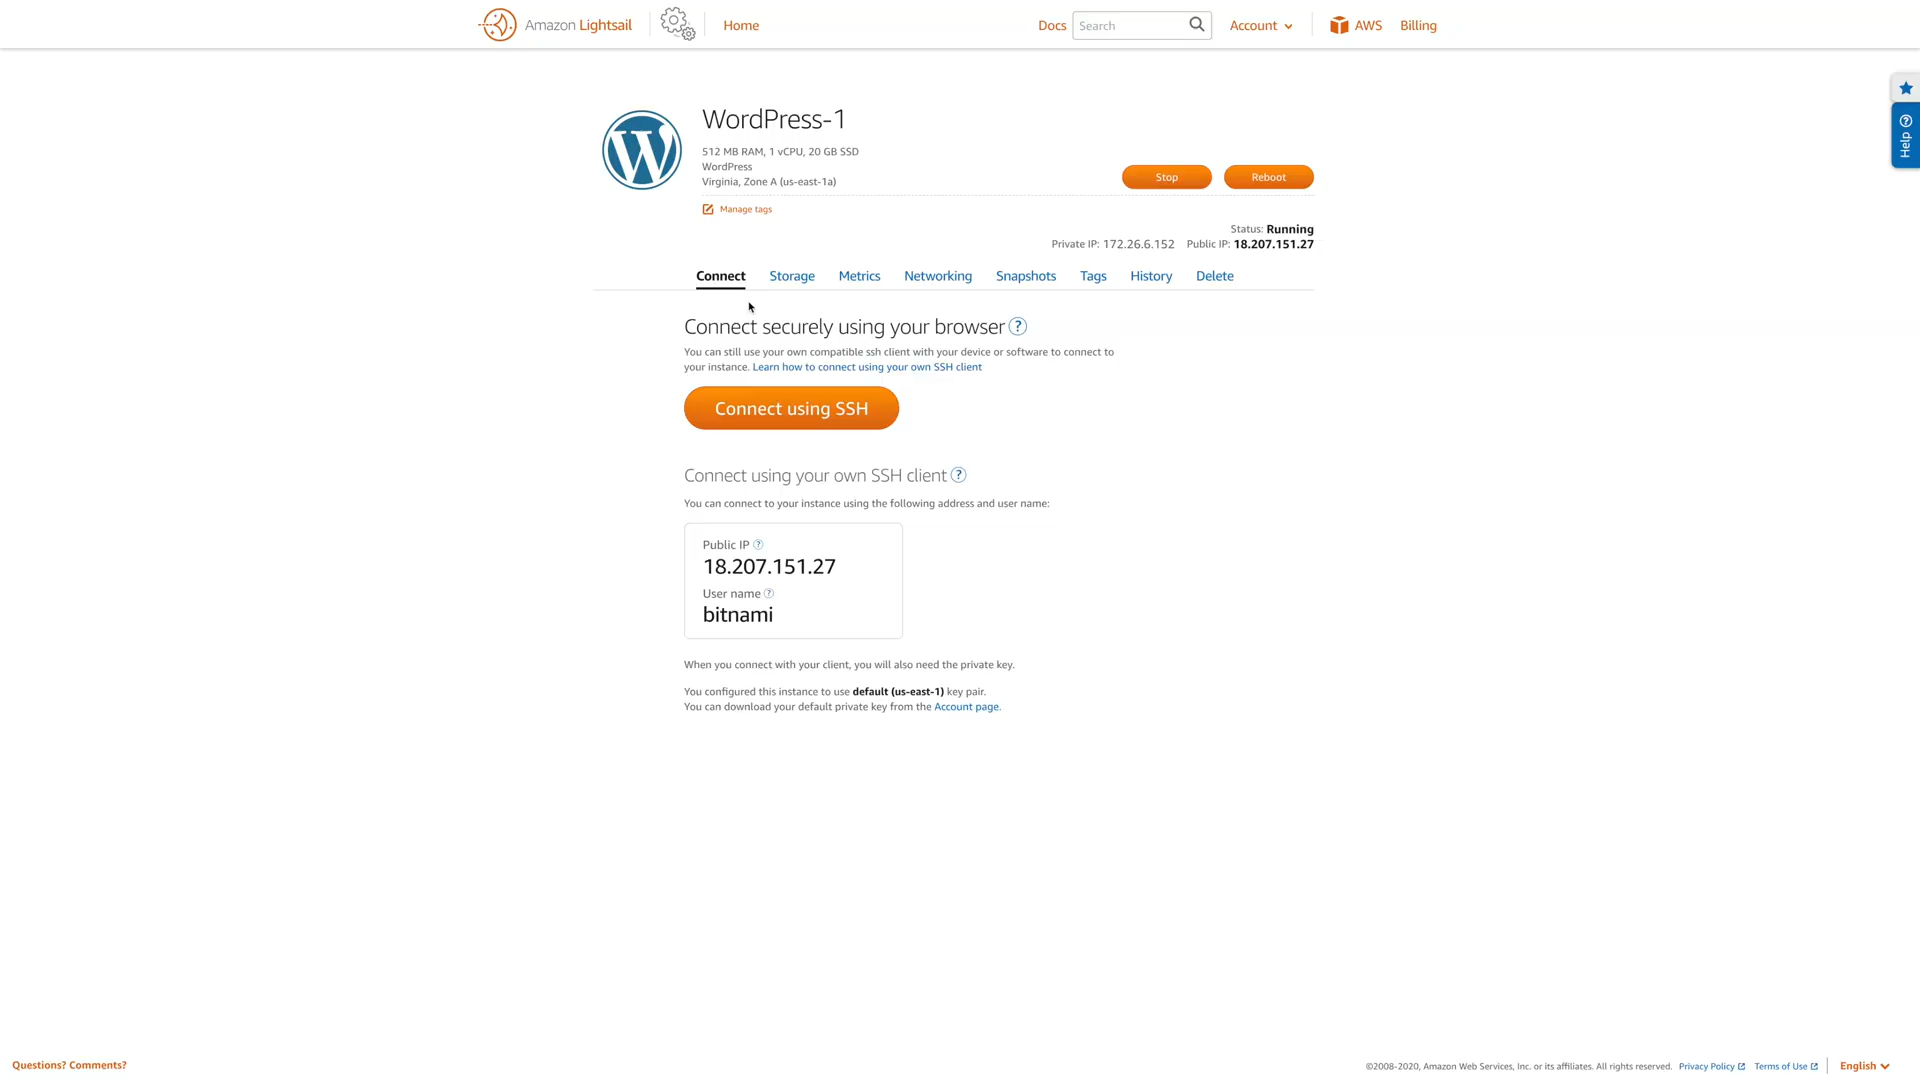 Amazon Lightsail
Home
Docs
Search
Account
AWS
Billing
Help
WordPress-1
512 MB RAM, 1 vCPU, 20 GB SSD
WordPress
Virginia, Zone A (us-east-1a)
Stop
Reboot
Manage tags
Status: Running
Private IP: 172.26.6.152 Public IP: 18.207.151.27
Connect Storage Metrics Networking Snapshots Tags History Delete
Connect securely using your browser ?
You can still use your own compatible ssh client with your device or software to connect to
your instance. Learn how to connect using your own SSH client
Connect using SSH
Connect using your own SSH client ?
You can connect to your instance using the following address and user name:
Public IP ?
18.207.151.27
User name ?
bitnami
When you connect with your client, you will also need the private key.
You configured this instance to use default (us-east-1) key pair.
You can download your default private key from the Account page.
Questions? Comments?
©2008-2020, Amazon Web Services, Inc. or its affiliates. All rights reserved. Privacy Policy Terms of Use
English